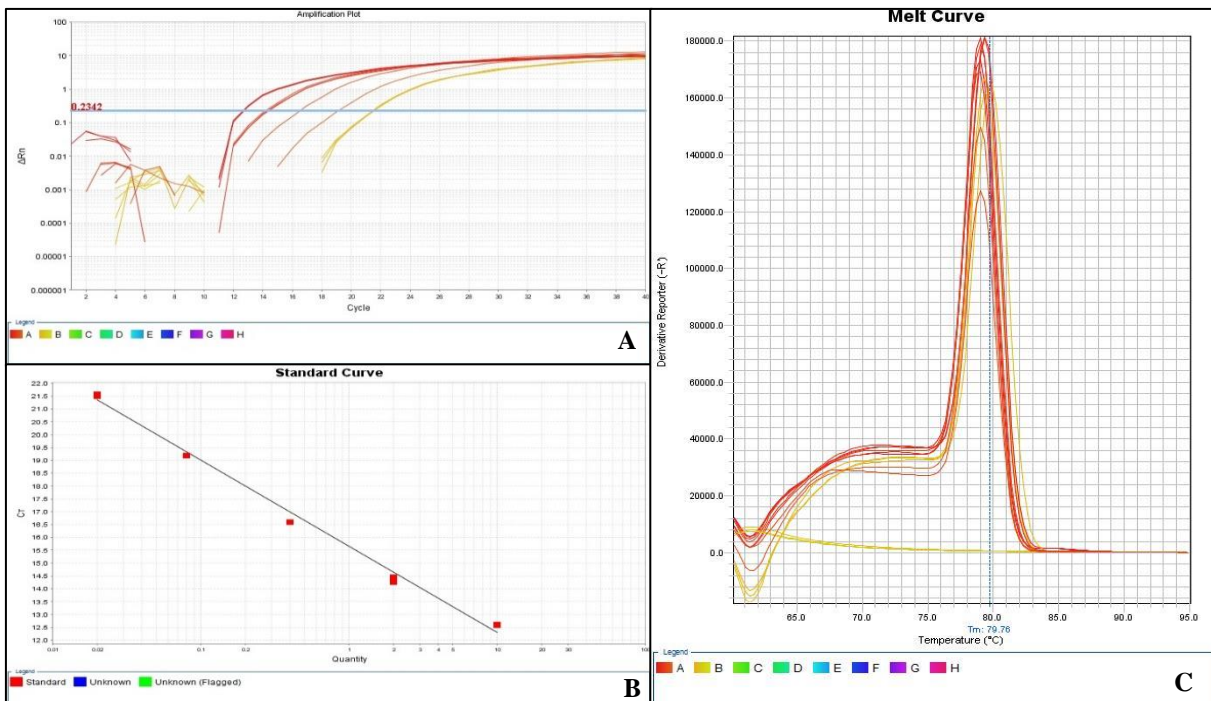 Amplification Plot
100
10
1
0.2342
0.1
0.01
0.001
0.0001
0.00001
0.000001
ΔRn
2 4 6 8 10 12 14 16 18 20 22 24 26 28 30 32 34 36 38 40
Cycle
Legend
A B C D E F G H
A
Standard Curve
22.0
21.5
21.0
20.5
20.0
19.5
19.0
18.5
18.0
17.5
17.0
16.5
16.0
15.5
15.0
14.5
14.0
13.5
13.0
12.5
12.0
Cт
0.01 0.02 0.1 0.2 1 2 3 4 5 10 20 30 100
Quantity
Legend
Standard Unknown Unknown (Flagged)
B
Melt Curve
180000.0
160000.0
140000.0
120000.0
100000.0
80000.0
60000.0
40000.0
20000.0
0.0
Derivative Reporter (-R')
65.0 70.0 75.0 80.0 85.0 90.0 95.0
Tm: 79.76
Temperature (°C)
Legend
A B C D E F G H
C